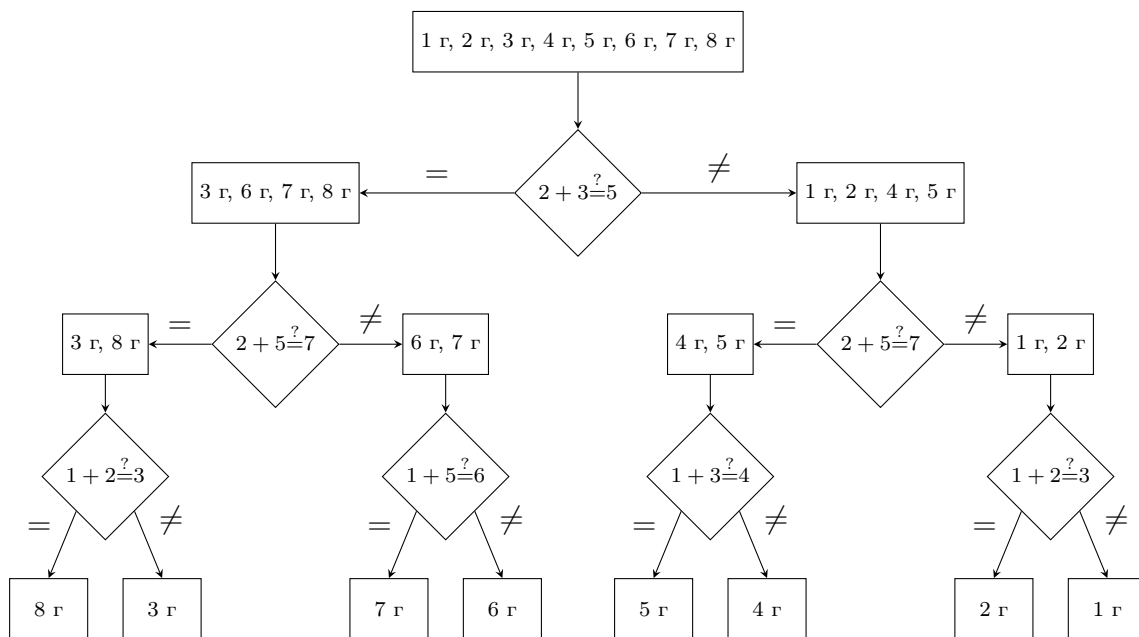 1 г, 2 г, 3 г, 4 г, 5 г, 6 г, 7 г, 8 г
2 + 3 ≟ 5
= ≠
3 г, 6 г, 7 г, 8 г
1 г, 2 г, 4 г, 5 г
2 + 5 ≟ 7
= ≠
2 + 5 ≟ 7
= ≠
3 г, 8 г
6 г, 7 г
4 г, 5 г
1 г, 2 г
1 + 2 ≟ 3
= ≠
1 + 5 ≟ 6
= ≠
1 + 3 ≟ 4
= ≠
1 + 2 ≟ 3
= ≠
8 г
3 г
7 г
6 г
5 г
4 г
2 г
1 г